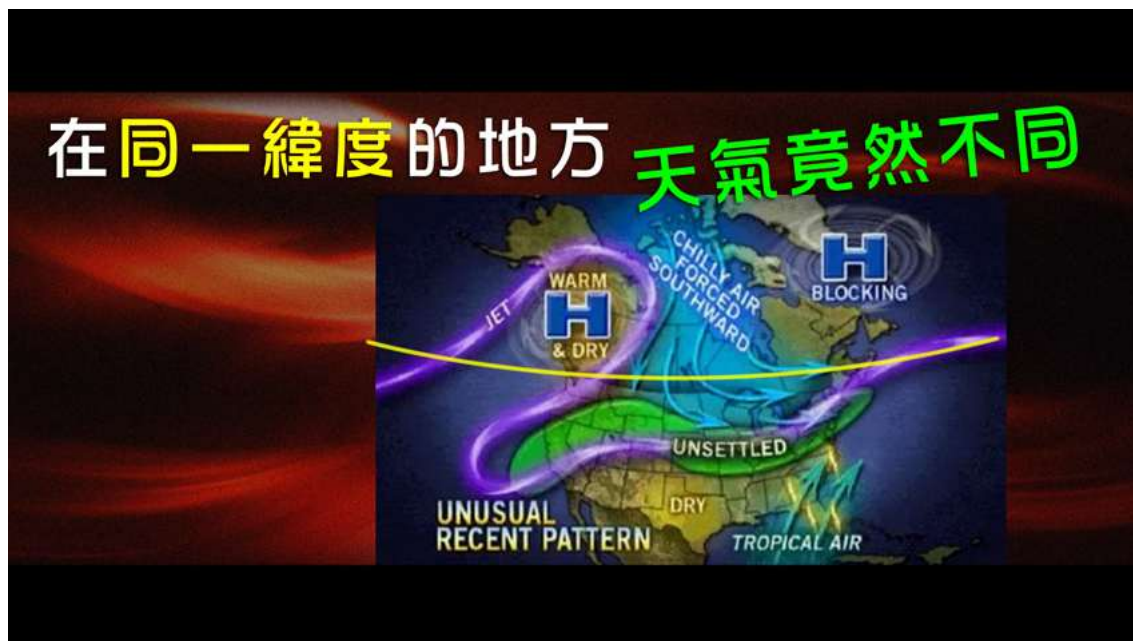 在同一緯度的地方
天氣竟然不同
CHILLY AIR
FORCED
SOUTHWARD
H
BLOCKING
JET
WARM
H
& DRY
UNSETTLED
DRY
UNUSUAL
RECENT PATTERN
TROPICAL AIR